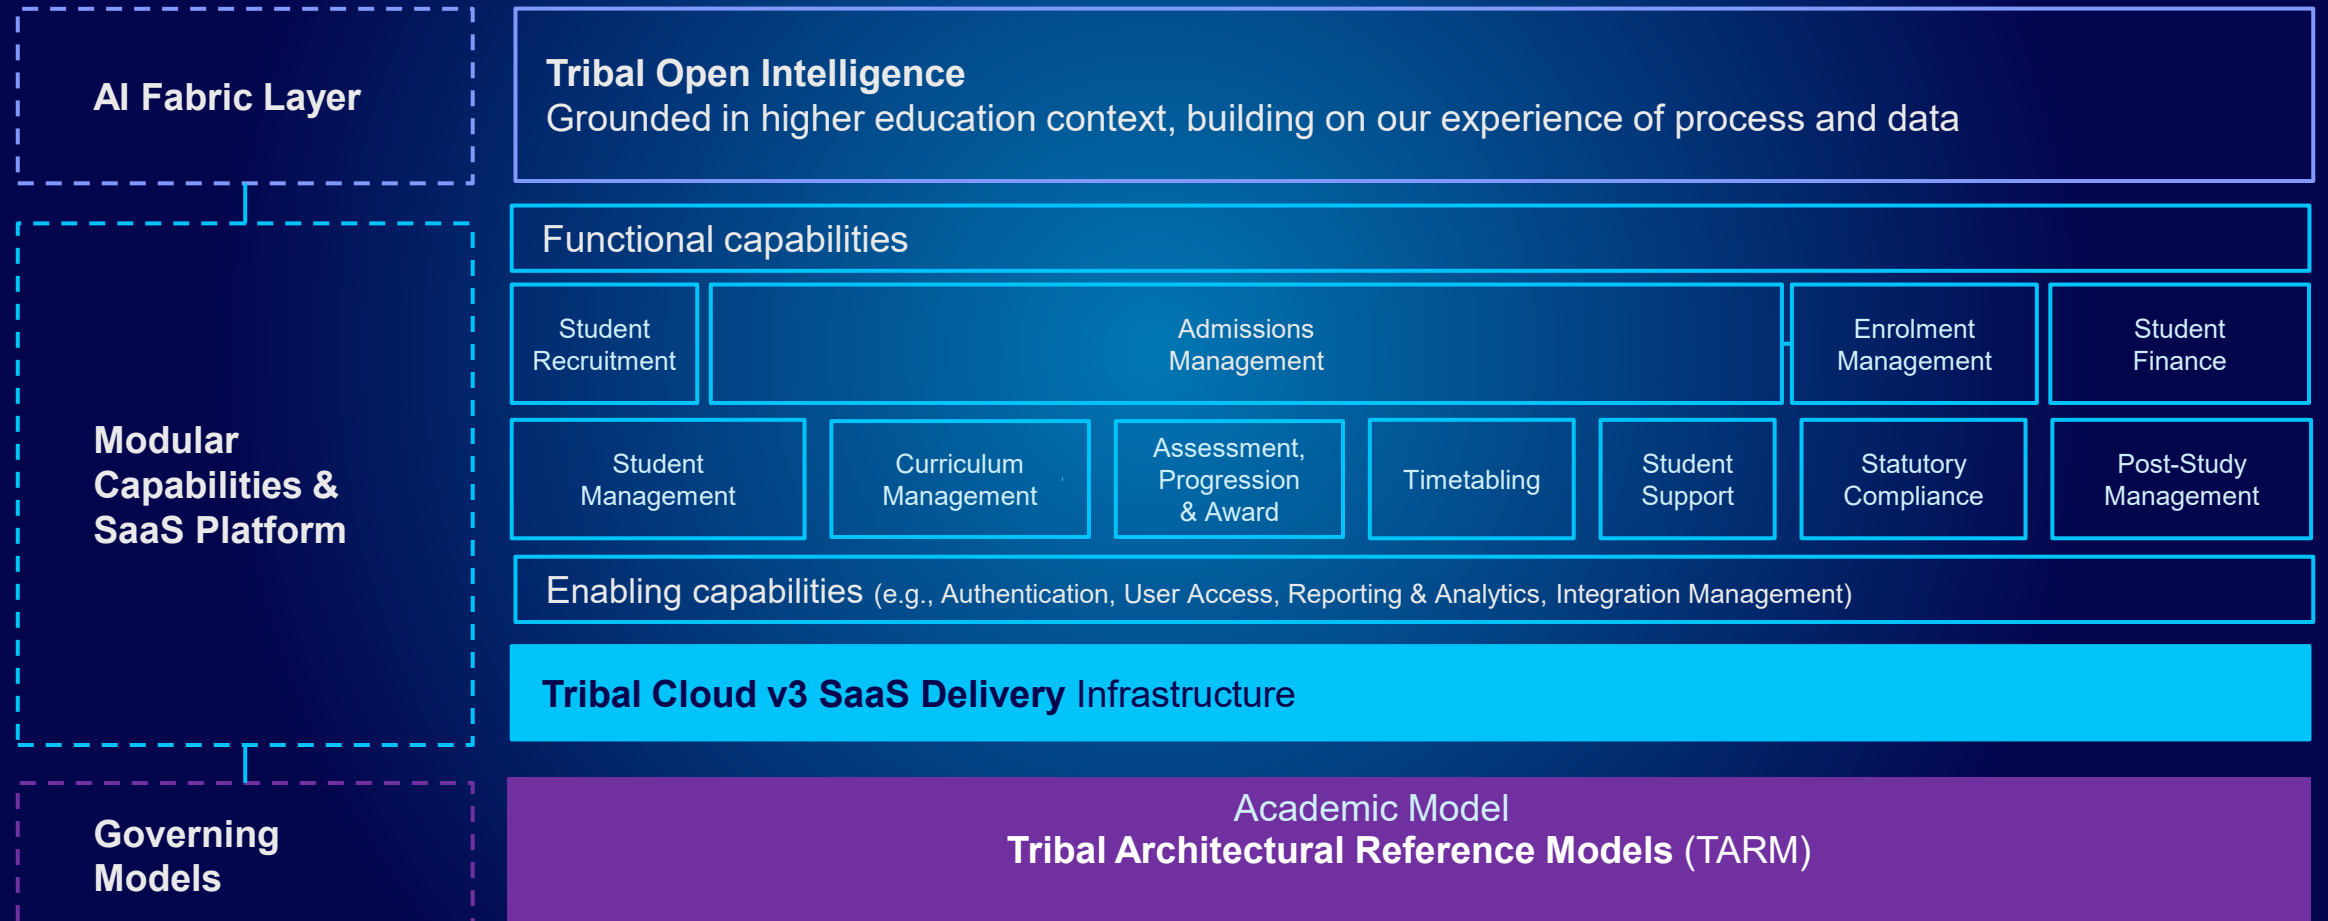 AI Fabric Layer
Tribal Open Intelligence
Grounded in higher education context, building on our experience of process and data
Modular
Capabilities &
SaaS Platform
Functional capabilities
Student
Recruitment
Admissions
Management
Enrolment
Management
Student
Finance
Student
Management
Curriculum
Management
Assessment,
Progression
& Award
Timetabling
Student
Support
Statutory
Compliance
Post-Study
Management
Enabling capabilities (e.g., Authentication, User Access, Reporting & Analytics, Integration Management)
Tribal Cloud v3 SaaS Delivery Infrastructure
Governing
Models
Academic Model
Tribal Architectural Reference Models (TARM)